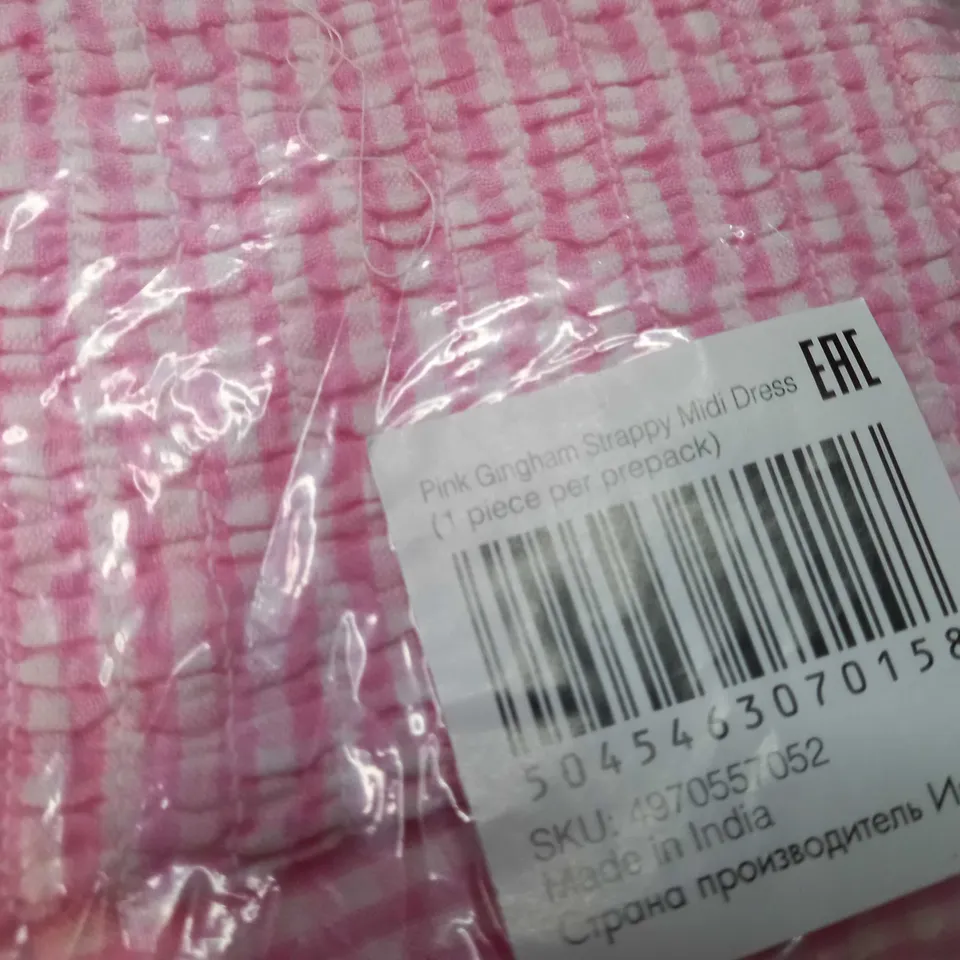 EAC
Pink Gingham Strappy Midi Dress
(1 piece per prepack)
5045463070158
SKU: 4970557052
Made in India
Страна производитель